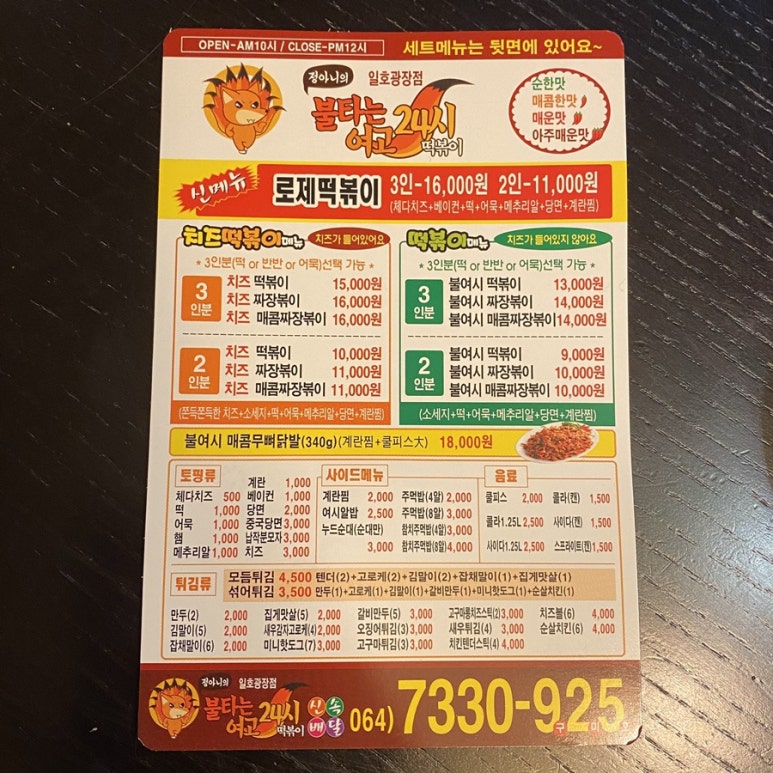 OPEN-AM10시 / CLOSE-PM12시
세트메뉴는 뒷면에 있어요~
정아니의
일호광장점
불타는
여고 24시
떡볶이
순한맛
매콤한맛
매운맛
아주매운맛
신메뉴
로제떡볶이
3인-16,000원 2인-11,000원
(체다치즈+베이컨+떡+어묵+메추리알+당면+계란찜)
치즈떡볶이메뉴 치즈가 들어있어요
* 3인분(떡 or 반반 or 어묵)선택 가능 *
3인분
치즈 떡볶이 15,000원
치즈 짜장볶이 16,000원
치즈 매콤짜장볶이 16,000원
2인분
치즈 떡볶이 10,000원
치즈 짜장볶이 11,000원
치즈 매콤짜장볶이 11,000원
(쫀득쫀득한 치즈+소세지+떡+어묵+메추리알+당면+계란찜)
떡볶이메뉴 치즈가 들어있지 않아요
* 3인분(떡 or 반반 or 어묵)선택 가능 *
3인분
불여시 떡볶이 13,000원
불여시 짜장볶이 14,000원
불여시 매콤짜장볶이 14,000원
2인분
불여시 떡볶이 9,000원
불여시 짜장볶이 10,000원
불여시 매콤짜장볶이 10,000원
(소세지+떡+어묵+메추리알+당면+계란찜)
불여시 매콤무뼈닭발(340g)(계란찜+쿨피스大) 18,000원
토핑류
체다치즈 500
떡 1,000
어묵 1,000
햄 1,000
메추리알 1,000
계란 1,000
베이컨 1,000
당면 2,000
중국당면 3,000
납작분모자 3,000
치즈 3,000
사이드메뉴
계란찜 2,000
여시알밥 2,500
누드순대(순대만)
3,000
주먹밥(4알) 2,000
주먹밥(8알) 3,000
참치주먹밥(4알) 3,000
참치주먹밥(8알) 4,000
음료
쿨피스 2,000
콜라1.25L 2,500
사이다1.25L 2,500
콜라(캔) 1,500
사이다(캔) 1,500
스프라이트(캔) 1,500
튀김류
모듬튀김 4,500 텐더(2)+고로케(2)+김말이(2)+잡채말이(1)+집게맛살(1)
섞어튀김 3,500 만두(1)+고로케(1)+김말이(1)+갈비만두(1)+미니핫도그(1)+순살치킨(1)
만두(2) 2,000
김말이(5) 2,000
잡채말이(6) 2,000
집게맛살(5) 2,000
새우감자고로케(4) 2,000
미니핫도그(7) 3,000
갈비만두(5) 3,000
오징어튀김(3) 3,000
고구마튀김(3) 3,000
고구마롱치즈스틱(2) 3,000
새우튀김(4) 3,000
치킨텐더스틱(4) 4,000
치즈볼(6) 4,000
순살치킨(6) 4,000
정아니의
일호광장점
불타는
여고 24시
떡볶이
신속
배달
064) 7330-925
구이오